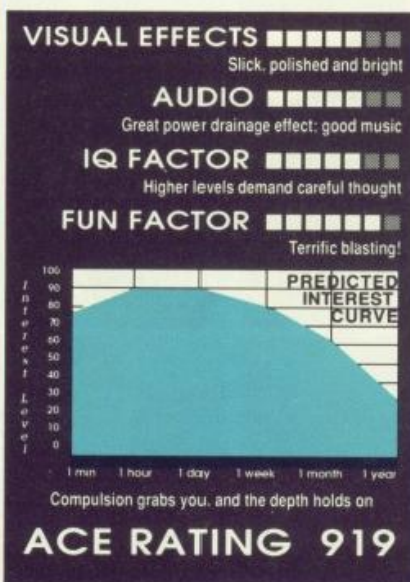 VISUAL EFFECTS
Slick, polished and bright
AUDIO
Great power drainage effect: good music
IQ FACTOR
Higher levels demand careful thought
FUN FACTOR
Terrific blasting!
PREDICTED
INTEREST
CURVE
Interest Level
100
90
80
70
60
50
40
30
20
10
0
1 min 1 hour 1 day 1 week 1 month 1 year
Compulsion grabs you, and the depth holds on
ACE RATING 919